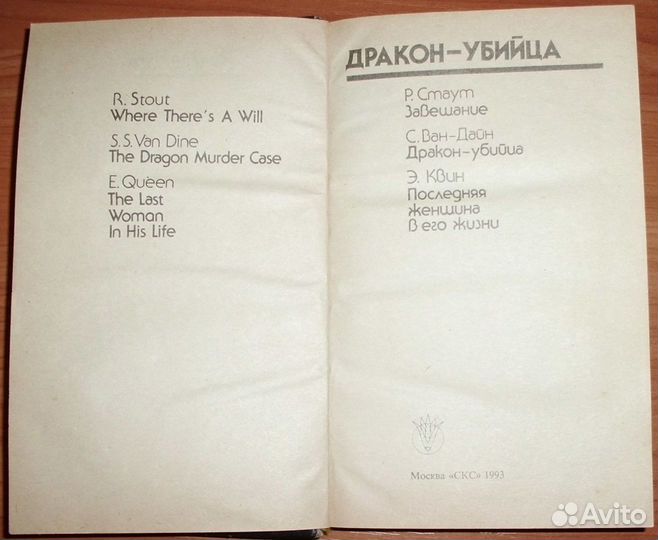 R. Stout
Where There's A Will
S.S. Van Dine
The Dragon Murder Case
E. Queen
The Last
Woman
In His Life
ДРАКОН-УБИЙЦА
Р. Стаут
Завещание
С. Ван-Дайн
Дракон-убийца
Э. Квин
Последняя
женщина
в его жизни
Москва «СКС» 1993
Avito